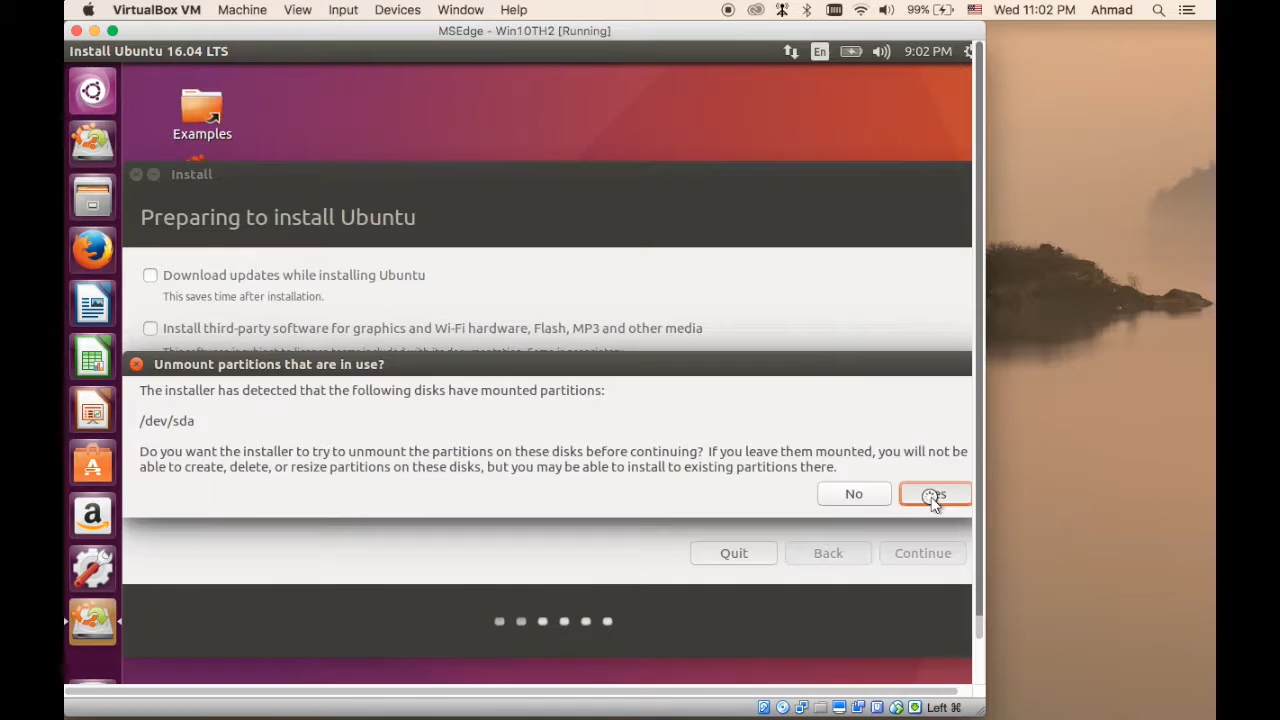 VirtualBox VM Machine View Input Devices Window Help 99% Wed 11:02 PM Ahmad
MSEdge - Win10TH2 [Running]
Install Ubuntu 16.04 LTS En 9:02 PM
Examples
Install
Preparing to install Ubuntu
Download updates while installing Ubuntu
This saves time after installation.
Install third-party software for graphics and Wi-Fi hardware, Flash, MP3 and other media
Unmount partitions that are in use?
The installer has detected that the following disks have mounted partitions:
/dev/sda
Do you want the installer to try to unmount the partitions on these disks before continuing? If you leave them mounted, you will not be
able to create, delete, or resize partitions on these disks, but you may be able to install to existing partitions there.
No Yes
Quit Back Continue
Left ⌘